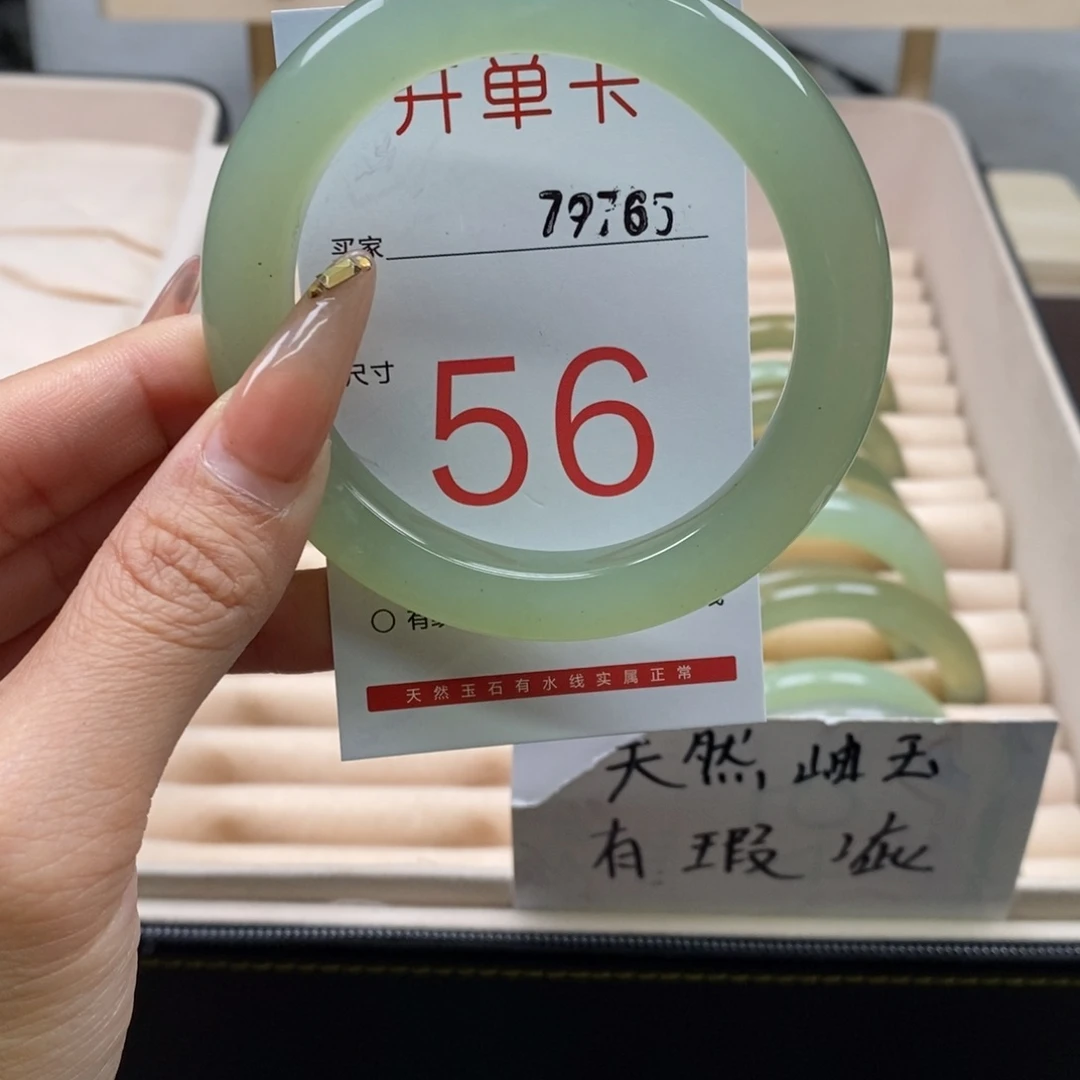 开单卡
79765
买家
尺寸
56
有
天然玉石有水线实属正常
天然,岫玉
有瑕疵